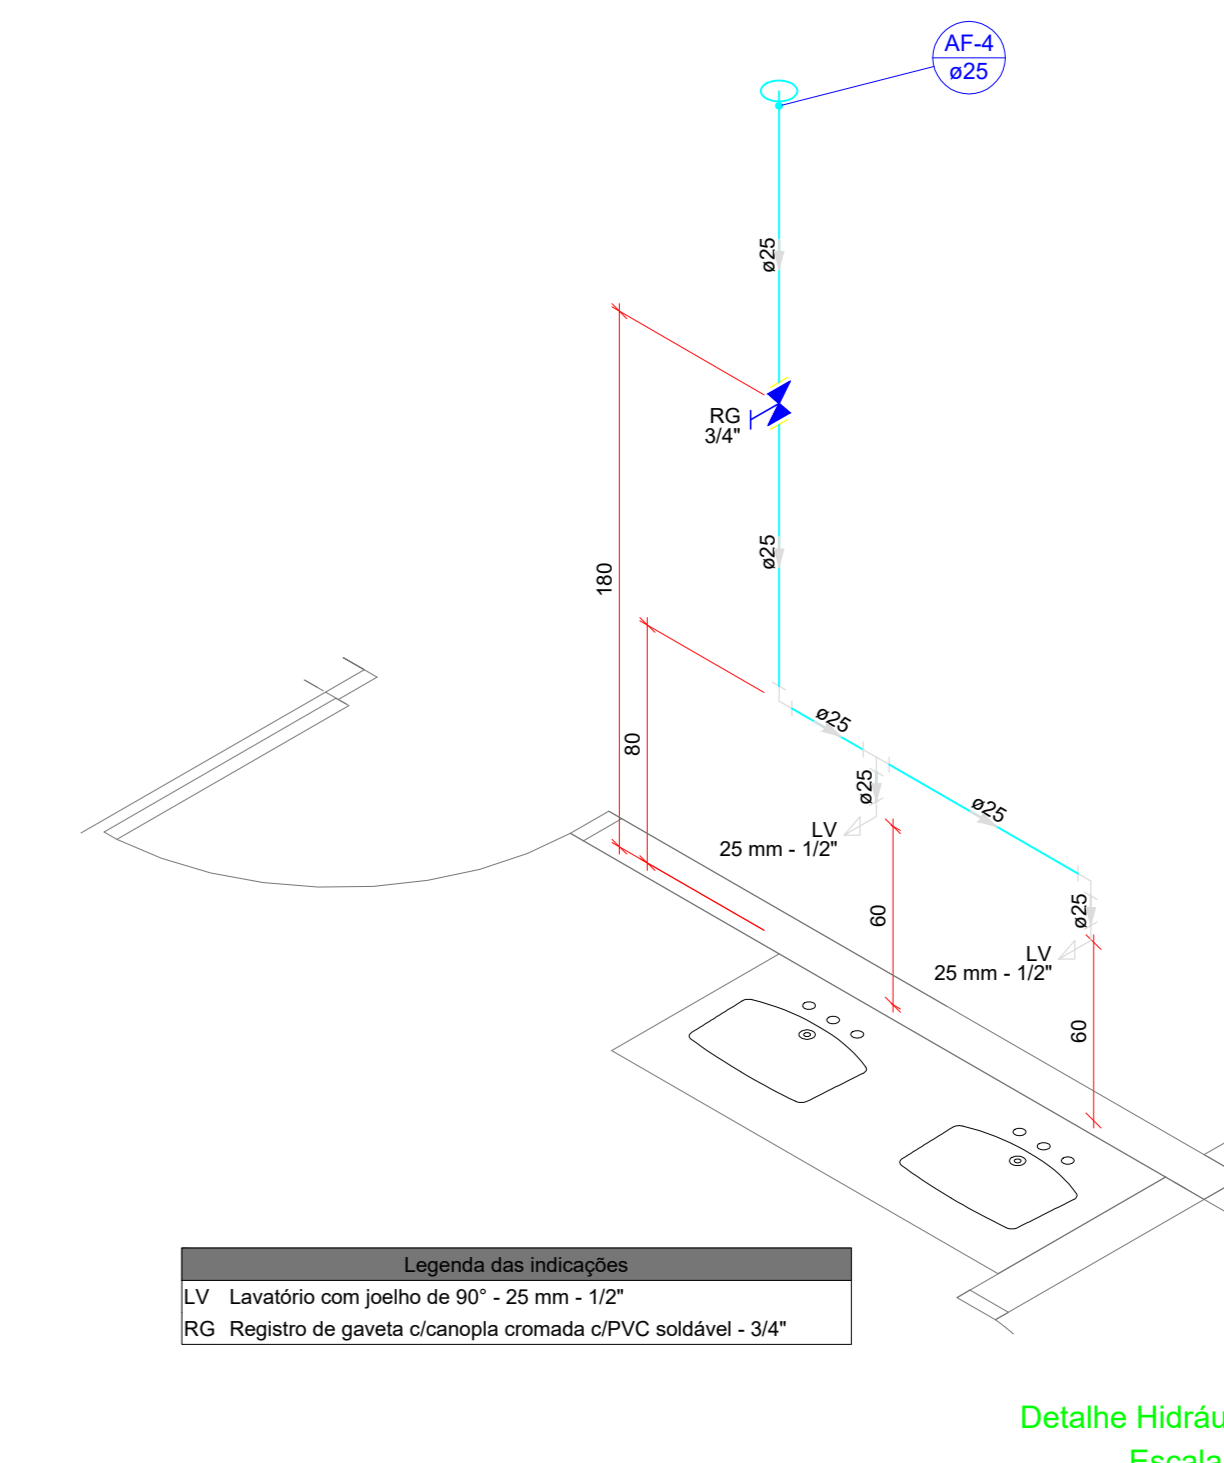 AF-4
ø25
ø25
RG
3/4"
ø25
180
80
ø25
ø25
ø25
LV
25 mm - 1/2"
60
ø25
LV
25 mm - 1/2"
60
Legenda das indicações
LV Lavatório com joelho de 90° - 25 mm - 1/2"
RG Registro de gaveta c/canopla cromada c/PVC soldável - 3/4"
Detalhe Hidráu
Escala